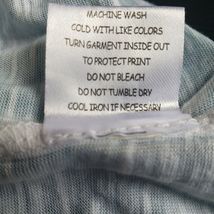 MACHINE WASH
COLD WITH LIKE COLORS
TURN GARMENT INSIDE OUT
TO PROTECT PRINT
DO NOT BLEACH
DO NOT TUMBLE DRY
COOL IRON IF NECESSARY